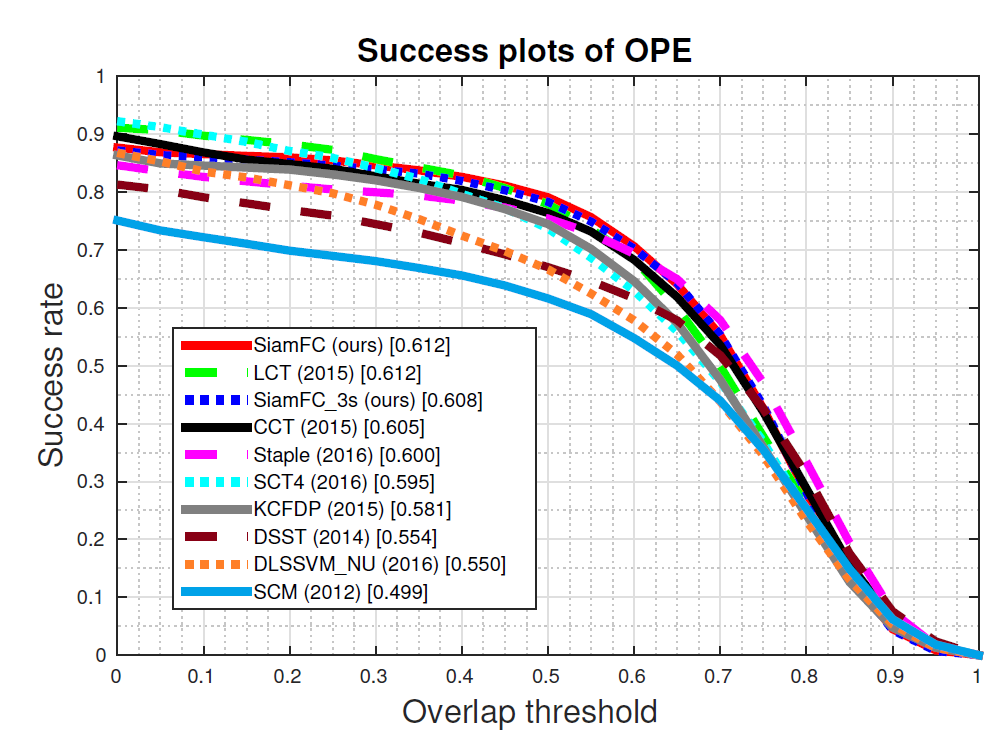 Success plots of OPE
1
0.9
0.8
0.7
0.6
0.5
0.4
0.3
0.2
0.1
0
Success rate
SiamFC (ours) [0.612]
LCT (2015) [0.612]
SiamFC_3s (ours) [0.608]
CCT (2015) [0.605]
Staple (2016) [0.600]
SCT4 (2016) [0.595]
KCFDP (2015) [0.581]
DSST (2014) [0.554]
DLSSVM_NU (2016) [0.550]
SCM (2012) [0.499]
0 0.1 0.2 0.3 0.4 0.5 0.6 0.7 0.8 0.9 1
Overlap threshold